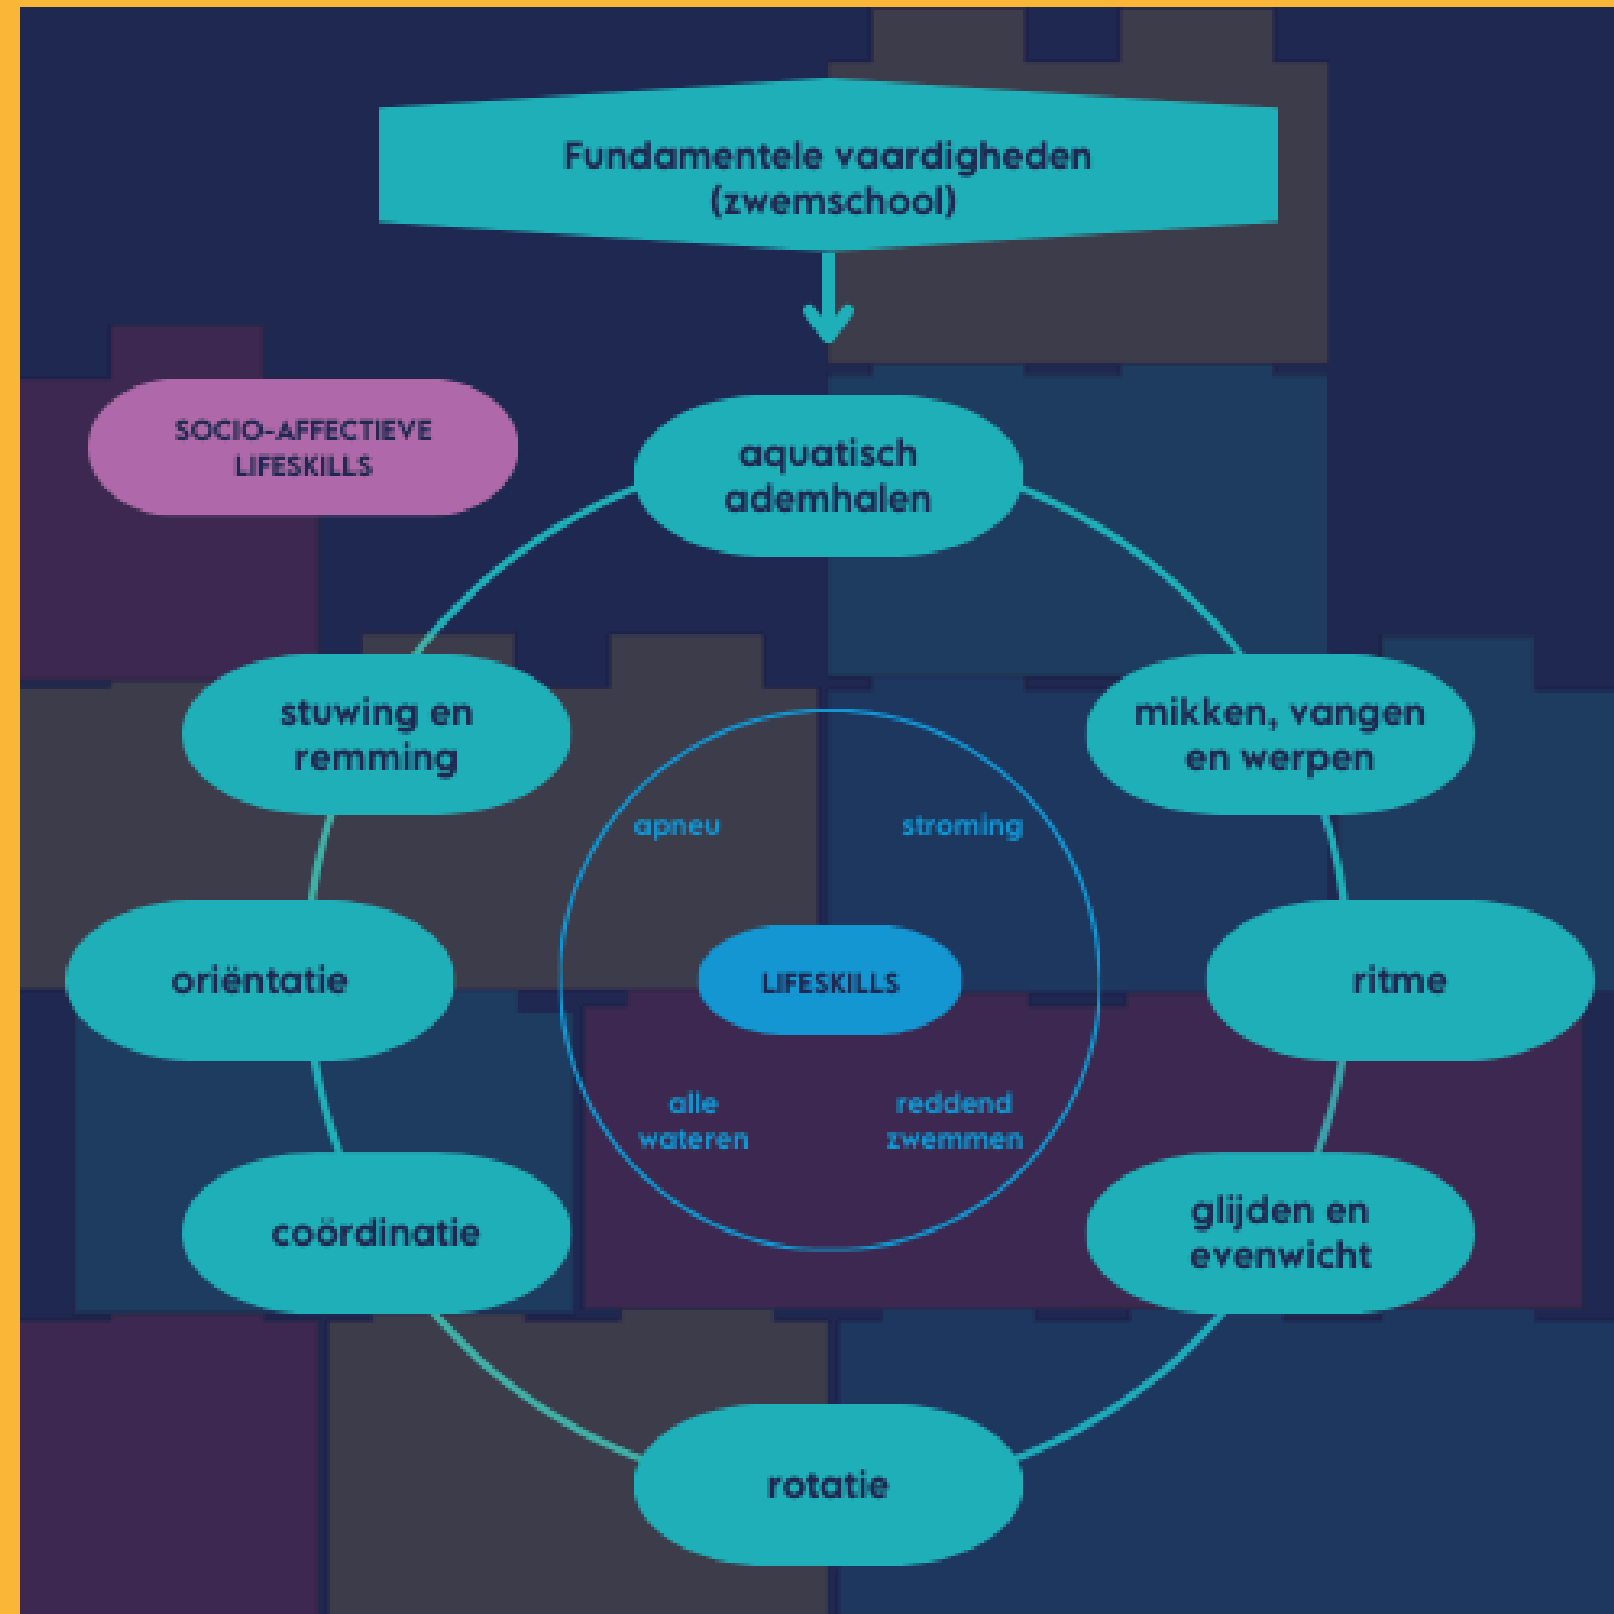 Fundamentele vaardigheden
(zwemschool)
SOCIO-AFFECTIEVE
LIFESKILLS
aquatisch
ademhalen
stuwing en
remming
mikken, vangen
en werpen
apneu
stroming
oriëntatie
LIFESKILLS
ritme
alle
wateren
reddend
zwemmen
coördinatie
glijden en
evenwicht
rotatie